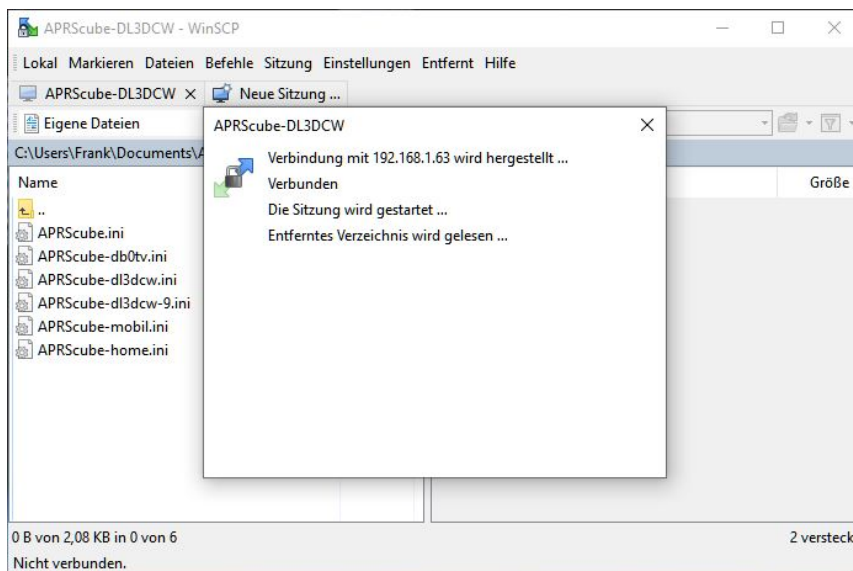 APRScube-DL3DCW - WinSCP
Lokal Markieren Dateien Befehle Sitzung Einstellungen Entfernt Hilfe
APRScube-DL3DCW × Neue Sitzung ...
Eigene Dateien
C:\Users\Frank\Documents\A
Name
..
APRScube.ini
APRScube-db0tv.ini
APRScube-dl3dcw.ini
APRScube-dl3dcw-9.ini
APRScube-mobil.ini
APRScube-home.ini
APRScube-DL3DCW
Verbindung mit 192.168.1.63 wird hergestellt ...
Verbunden
Die Sitzung wird gestartet ...
Entferntes Verzeichnis wird gelesen ...
Größe
0 B von 2,08 KB in 0 von 6
2 versteck
Nicht verbunden.